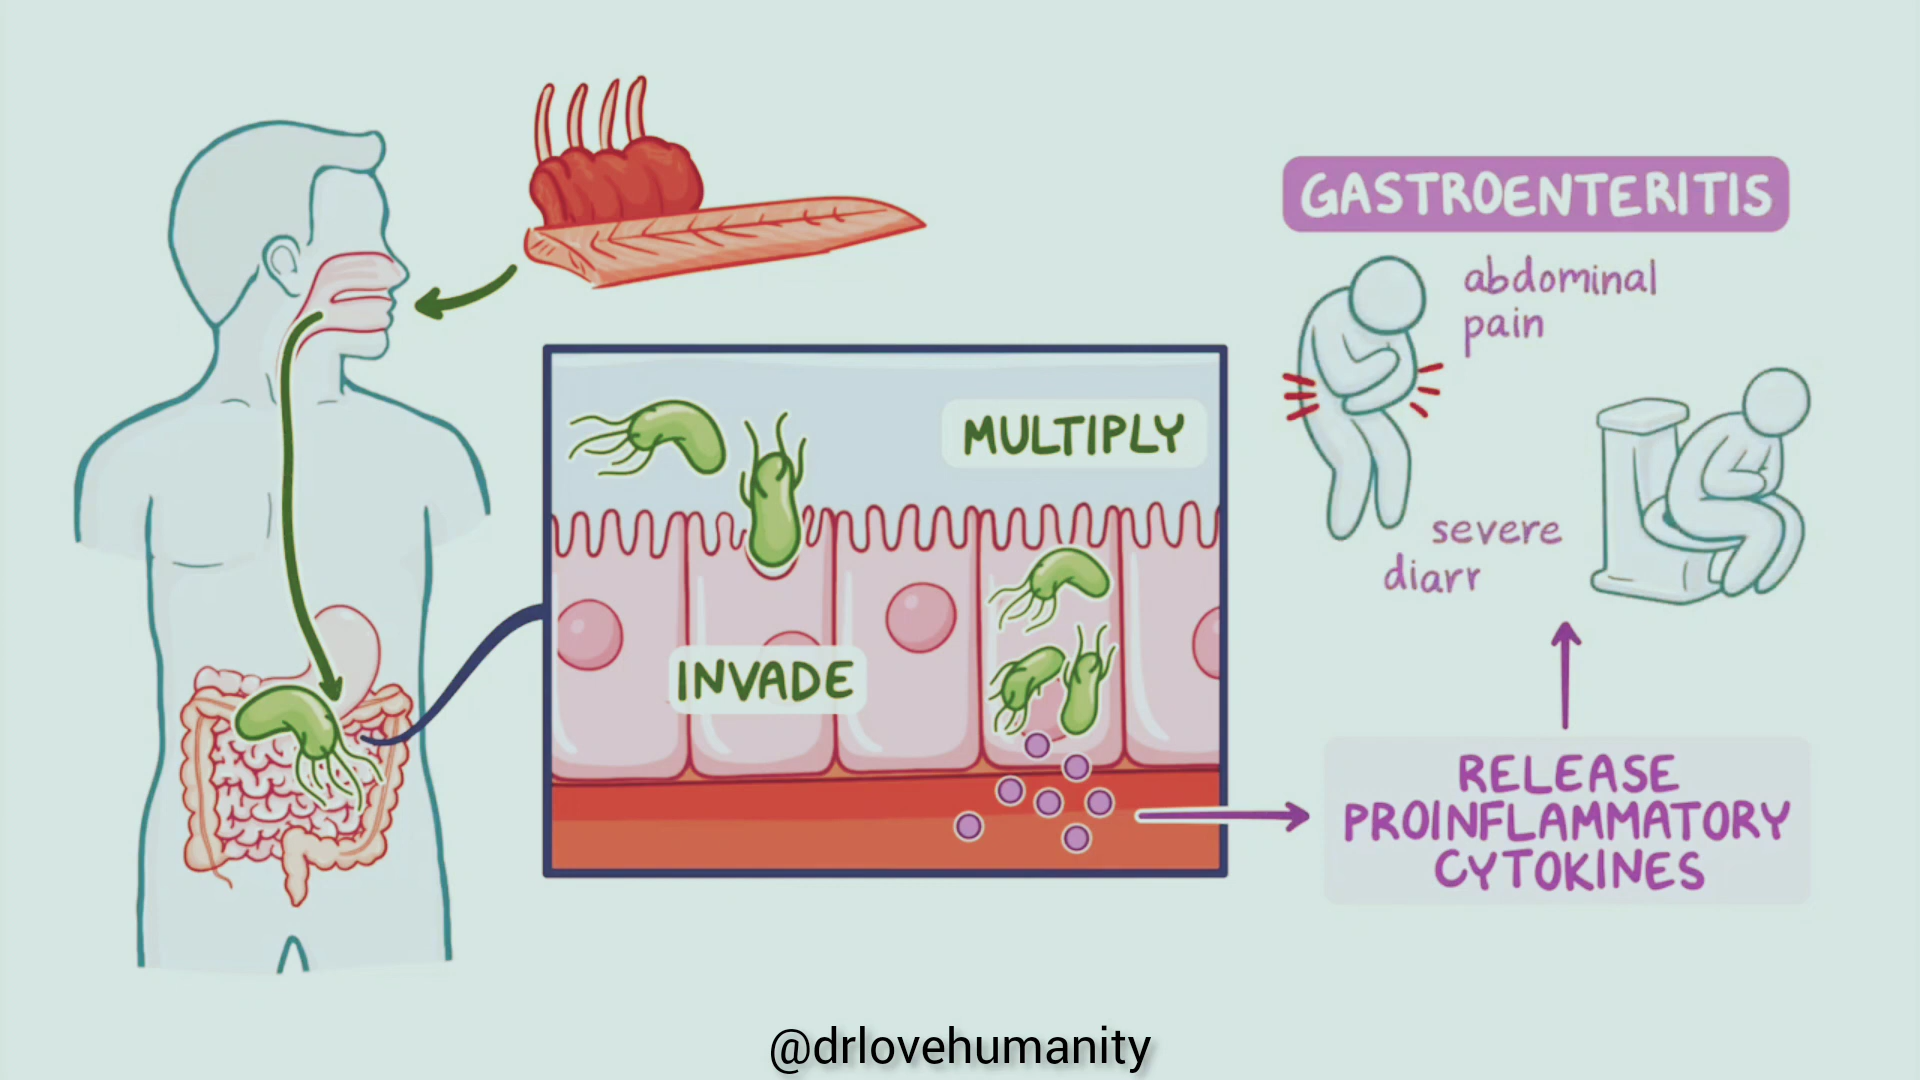 GASTROENTERITIS
abdominal
pain
severe
diarr
MULTIPLY
INVADE
RELEASE
PROINFLAMMATORY
CYTOKINES
@drlovehumanity